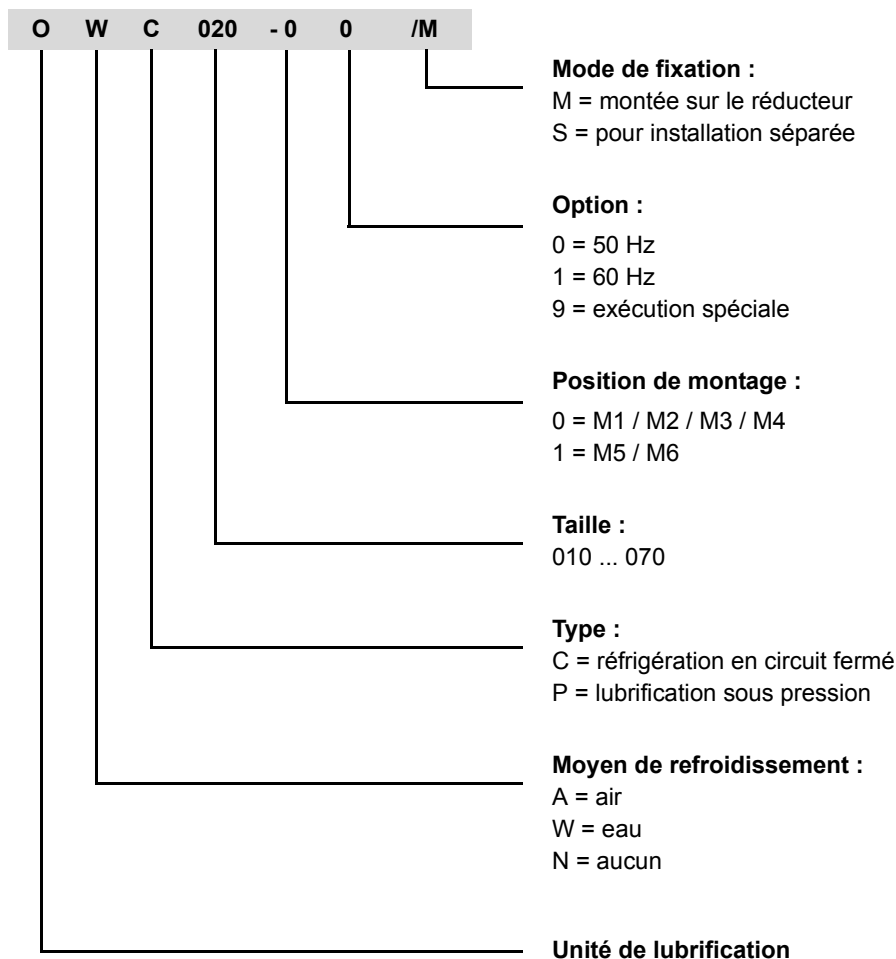 O W C 020 - 0 0 /M
Mode de fixation :
M = montée sur le réducteur
S = pour installation séparée
Option :
0 = 50 Hz
1 = 60 Hz
9 = exécution spéciale
Position de montage :
0 = M1 / M2 / M3 / M4
1 = M5 / M6
Taille :
010 ... 070
Type :
C = réfrigération en circuit fermé
P = lubrification sous pression
Moyen de refroidissement :
A = air
W = eau
N = aucun
Unité de lubrification